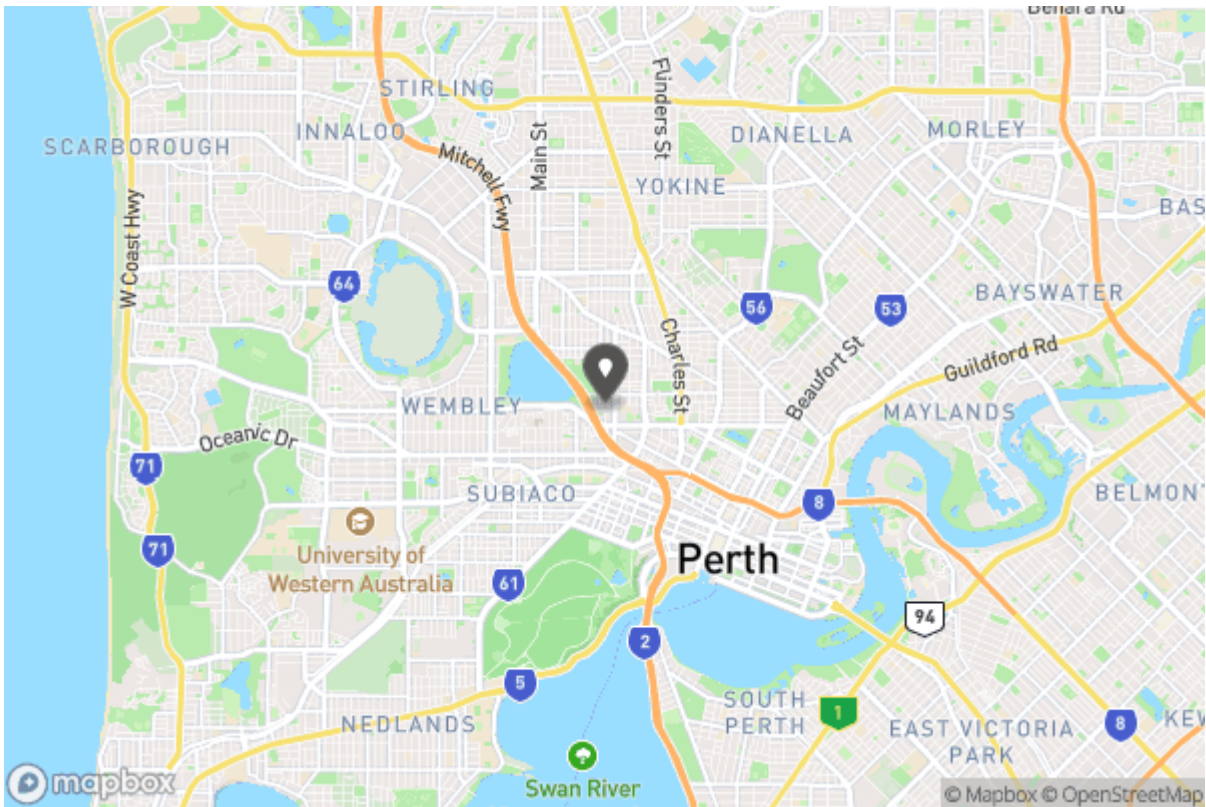 Benara Rd
STIRLING
Flinders St
INNALOO
DIANELLA
MORLEY
SCARBOROUGH
Mitchell Fwy
Main St
YOKINE
BAS
W Coast Hwy
64
56
53
BAYSWATER
Charles St
Beaufort St
Guildford Rd
WEMBLEY
MAYLANDS
Oceanic Dr
71
SUBIACO
8
BELMONT
University of
Western Australia
71
61
Perth
94
2
5
SOUTH
PERTH
1
EAST VICTORIA
PARK
8
KEW
NEDLANDS
Swan River
mapbox
© Mapbox © OpenStreetMap